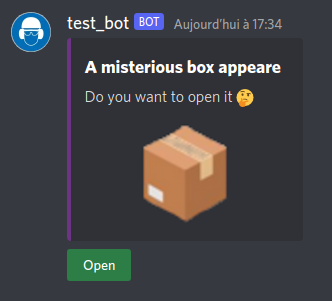 test_bot BOT Aujourd'hui à 17:34
A misterious box appeare
Do you want to open it 🤔
Open